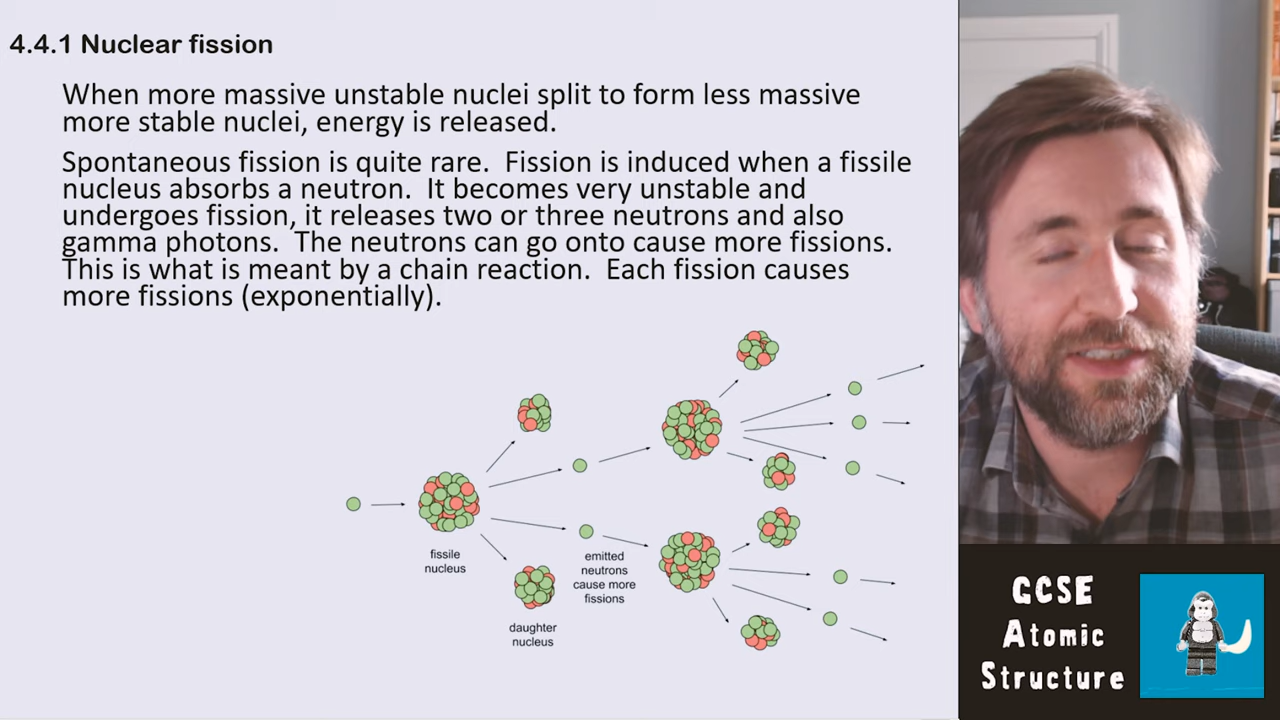 4.4.1 Nuclear fission
When more massive unstable nuclei split to form less massive
more stable nuclei, energy is released.
Spontaneous fission is quite rare.  Fission is induced when a fissile
nucleus absorbs a neutron.  It becomes very unstable and
undergoes fission, it releases two or three neutrons and also
gamma photons.  The neutrons can go onto cause more fissions.
This is what is meant by a chain reaction.  Each fission causes
more fissions (exponentially).
fissile
nucleus
emitted
neutrons
cause more
fissions
daughter
nucleus
GCSE
Atomic
Structure